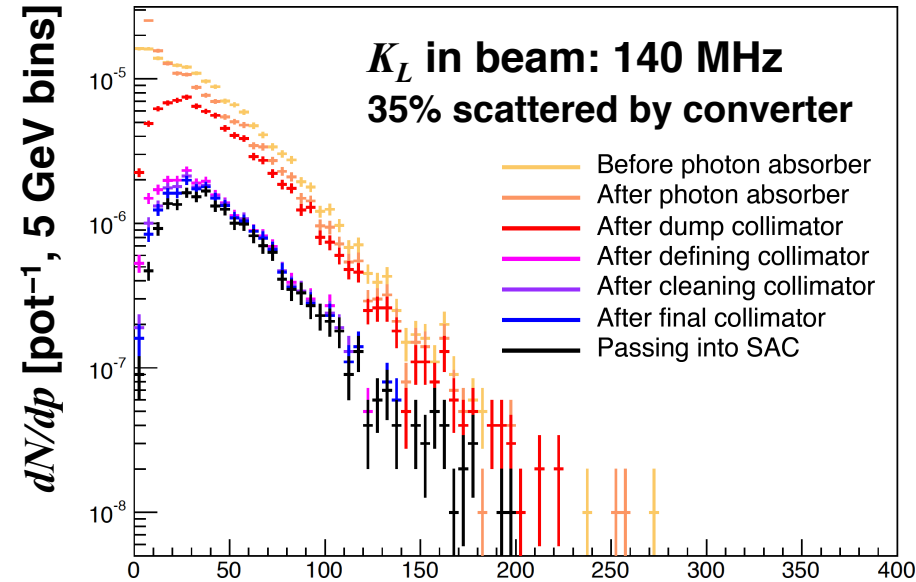 dN/dp [pot⁻¹, 5 GeV bins]
K_L in beam: 140 MHz
35% scattered by converter
Before photon absorber
After photon absorber
After dump collimator
After defining collimator
After cleaning collimator
After final collimator
Passing into SAC
10⁻⁵
10⁻⁶
10⁻⁷
10⁻⁸
0 50 100 150 200 250 300 350 400